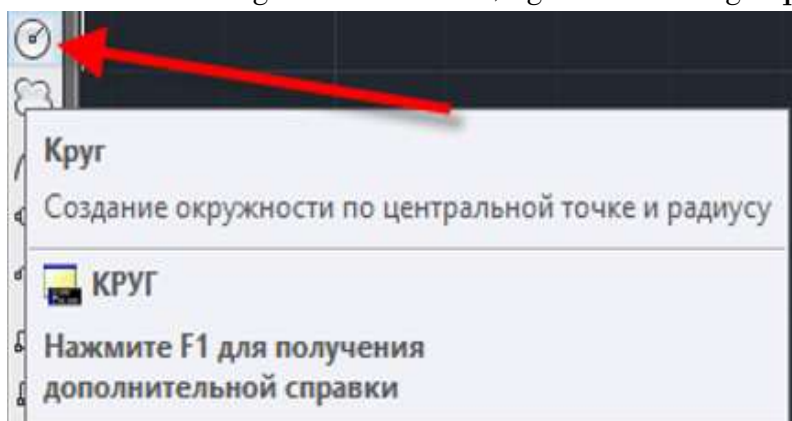 Круг
Создание окружности по центральной точке и радиусу
КРУГ
Нажмите F1 для получения
дополнительной справки